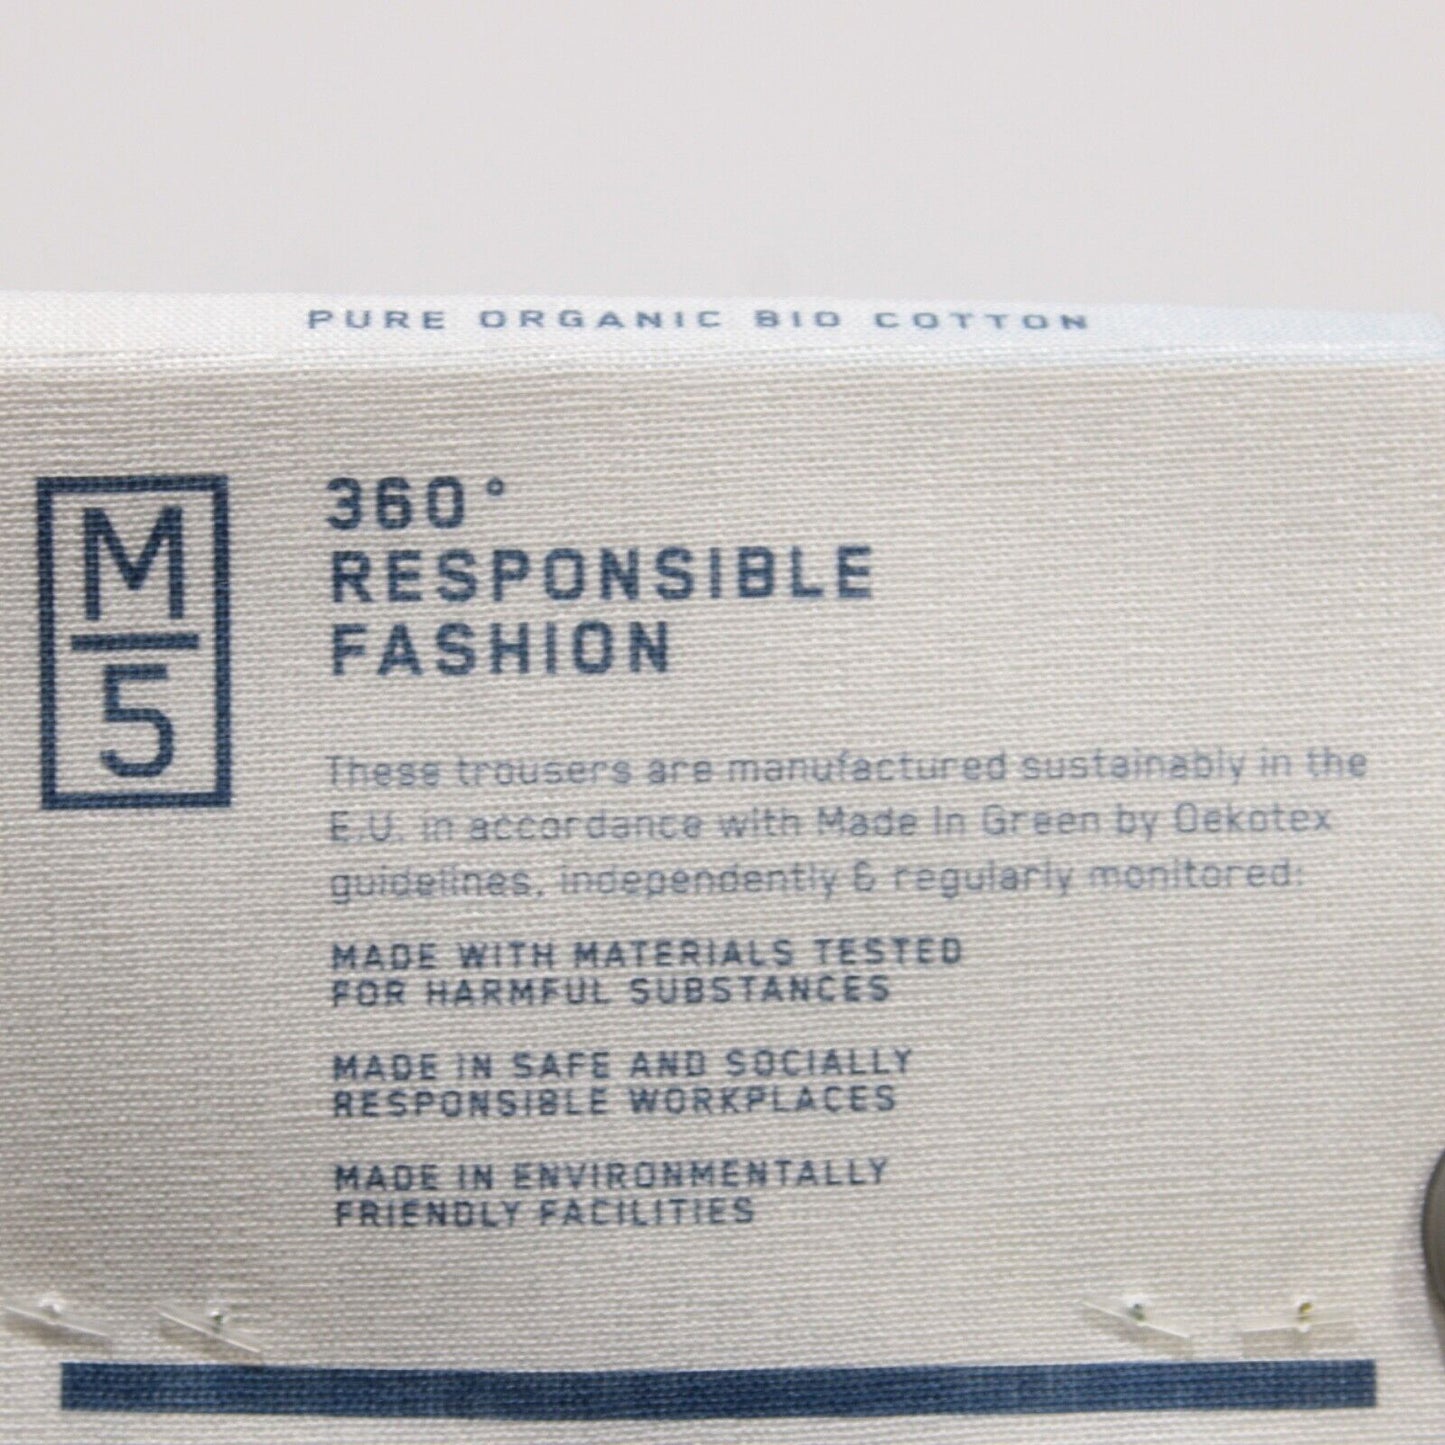 PURE ORGANIC BIO COTTON
M
5
360°
RESPONSIBLE
FASHION
These trousers are manufactured sustainably in the
E.U. in accordance with Made In Green by Oekotex
guidelines, independently & regularly monitored:
MADE WITH MATERIALS TESTED
FOR HARMFUL SUBSTANCES
MADE IN SAFE AND SOCIALLY
RESPONSIBLE WORKPLACES
MADE IN ENVIRONMENTALLY
FRIENDLY FACILITIES